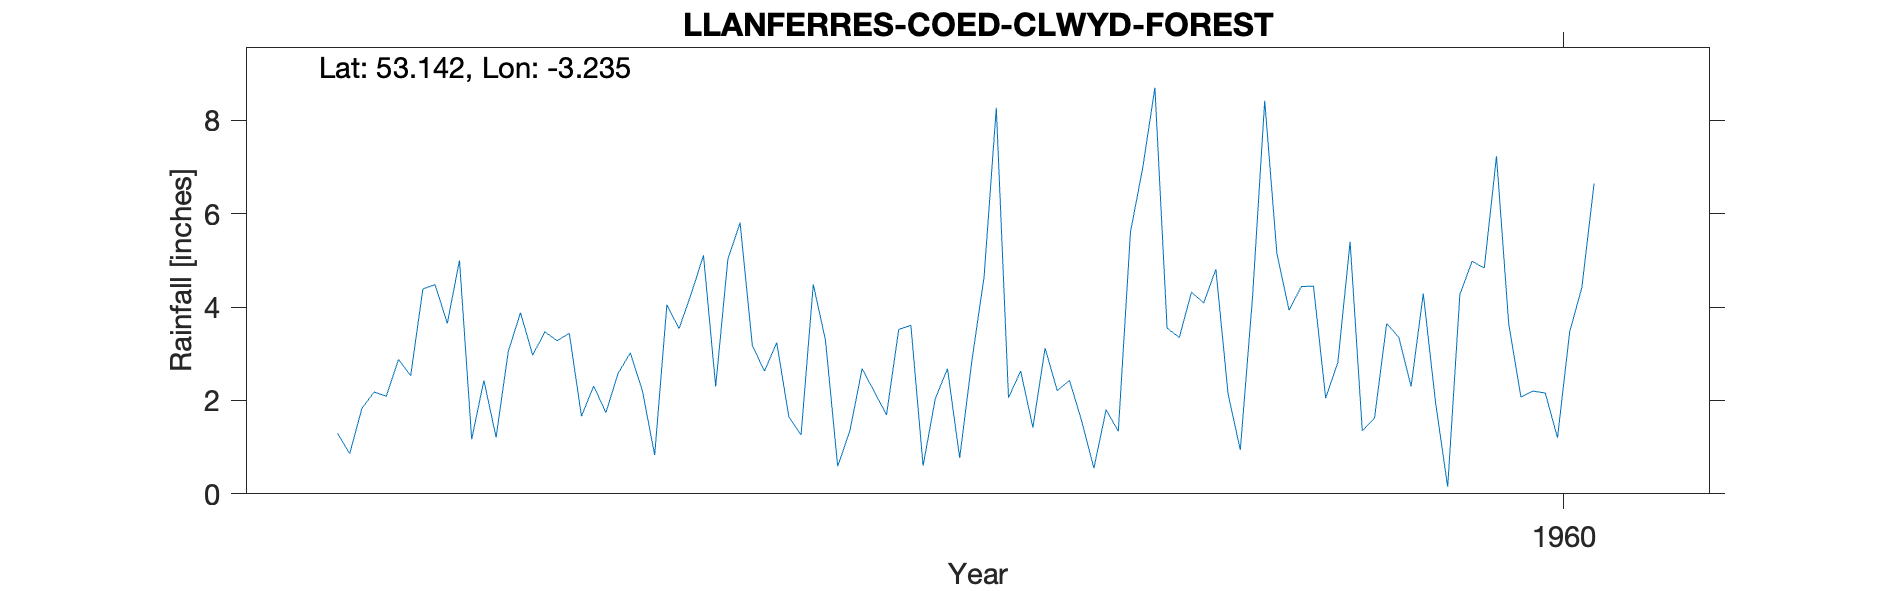 LLANFERRES-COED-CLWYD-FOREST
Lat: 53.142, Lon: -3.235
8
6
4
2
0
Rainfall [inches]
1960
Year